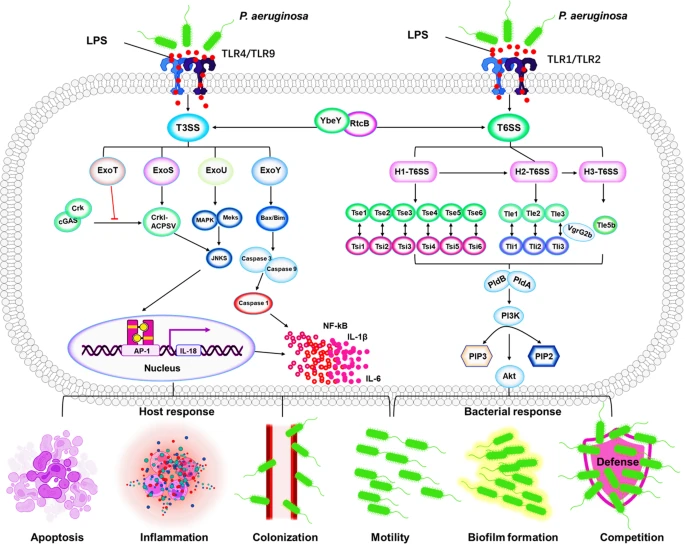 P. aeruginosa
P. aeruginosa
LPS
LPS
TLR4/TLR9
TLR1/TLR2
T3SS
YbeY
RtcB
T6SS
ExoT
ExoS
ExoU
ExoY
H1-T6SS
H2-T6SS
H3-T6SS
Crk
cGAS
CrkI-
ACPSV
MAPK
Meks
Bax/Bim
JNKS
Caspase 3
Caspase 9
Caspase 1
Tse1
Tse2
Tse3
Tse4
Tse5
Tse6
Tle1
Tle2
Tle3
Tle5b
VgrG2b
Tsi1
Tsi2
Tsi3
Tsi4
Tsi5
Tsi6
Tli1
Tli2
Tli3
PldB
PldA
PI3K
PIP3
PIP2
Akt
NF-kB
IL-1β
IL-6
AP-1
IL-18
Nucleus
Host response
Bacterial response
Defense
Apoptosis
Inflammation
Colonization
Motility
Biofilm formation
Competition